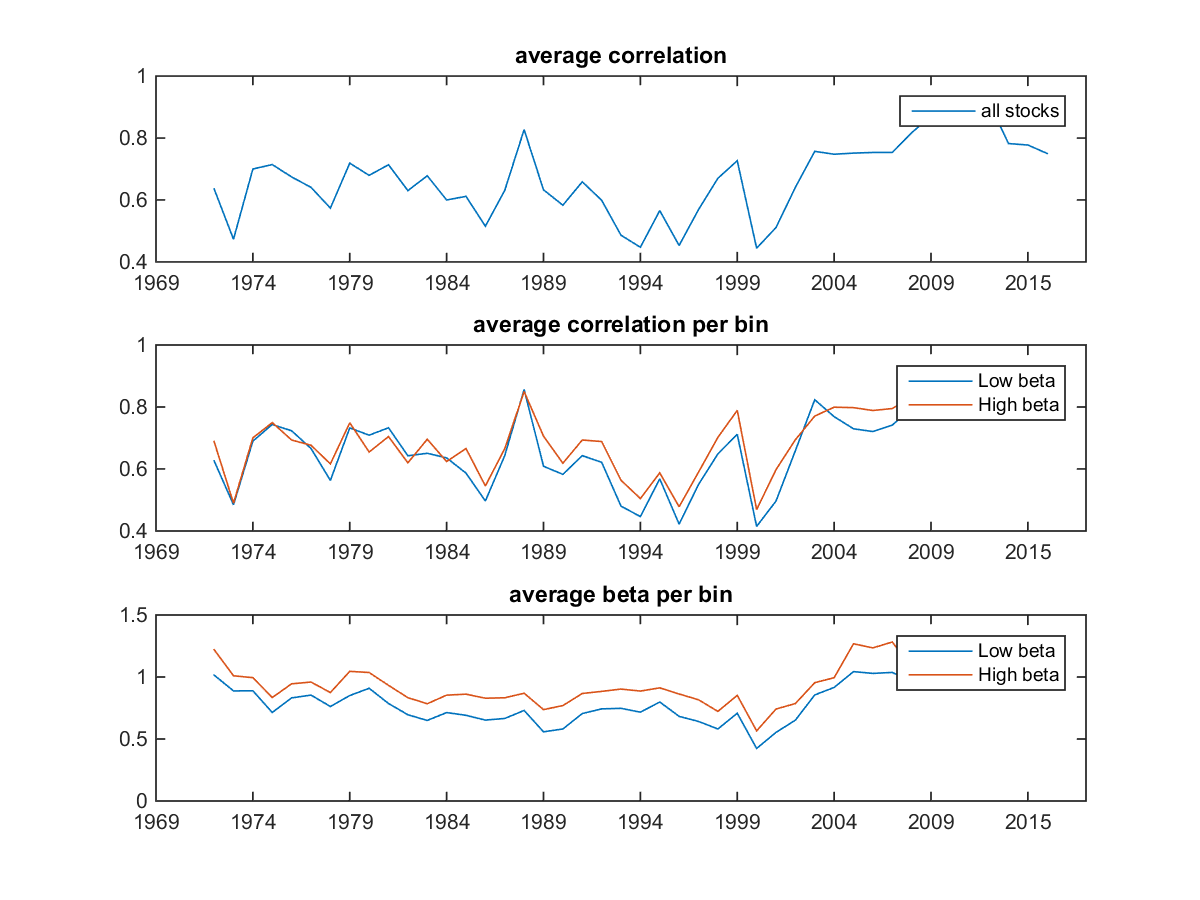 average correlation
1
0.8
0.6
0.4
all stocks
1969 1974 1979 1984 1989 1994 1999 2004 2009 2015
average correlation per bin
1
0.8
0.6
0.4
Low beta
High beta
1969 1974 1979 1984 1989 1994 1999 2004 2009 2015
average beta per bin
1.5
1
0.5
0
Low beta
High beta
1969 1974 1979 1984 1989 1994 1999 2004 2009 2015